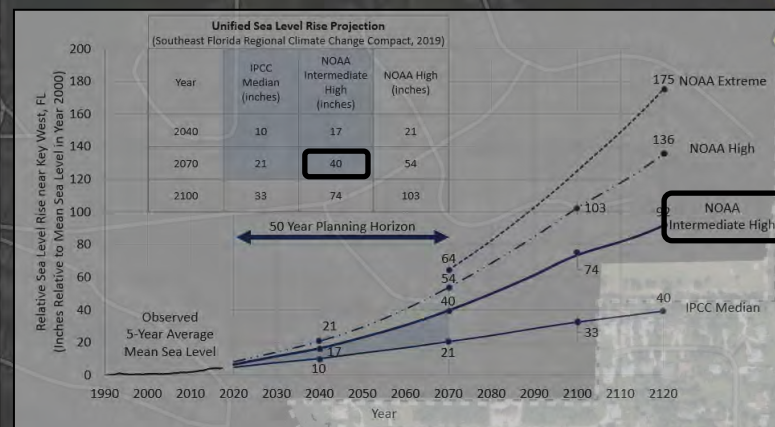 Unified Sea Level Rise Projection
(Southeast Florida Regional Climate Change Compact, 2019)
Year
IPCC
Median
(inches)
NOAA
Intermediate
High
(inches)
NOAA High
(inches)
2040 10 17 21
2070 21 40 54
2100 33 74 103
Relative Sea Level Rise near Key West, FL
(Inches Relative to Mean Sea Level in Year 2000)
200
180
160
140
120
100
80
60
40
20
0
50 Year Planning Horizon
Observed
5-Year Average
Mean Sea Level
175 NOAA Extreme
136
NOAA High
103
92
NOAA
Intermediate High
74
64
54
40
40
IPCC Median
33
21
21
17
10
1990 2000 2010 2020 2030 2040 2050 2060 2070 2080 2090 2100 2110 2120
Year